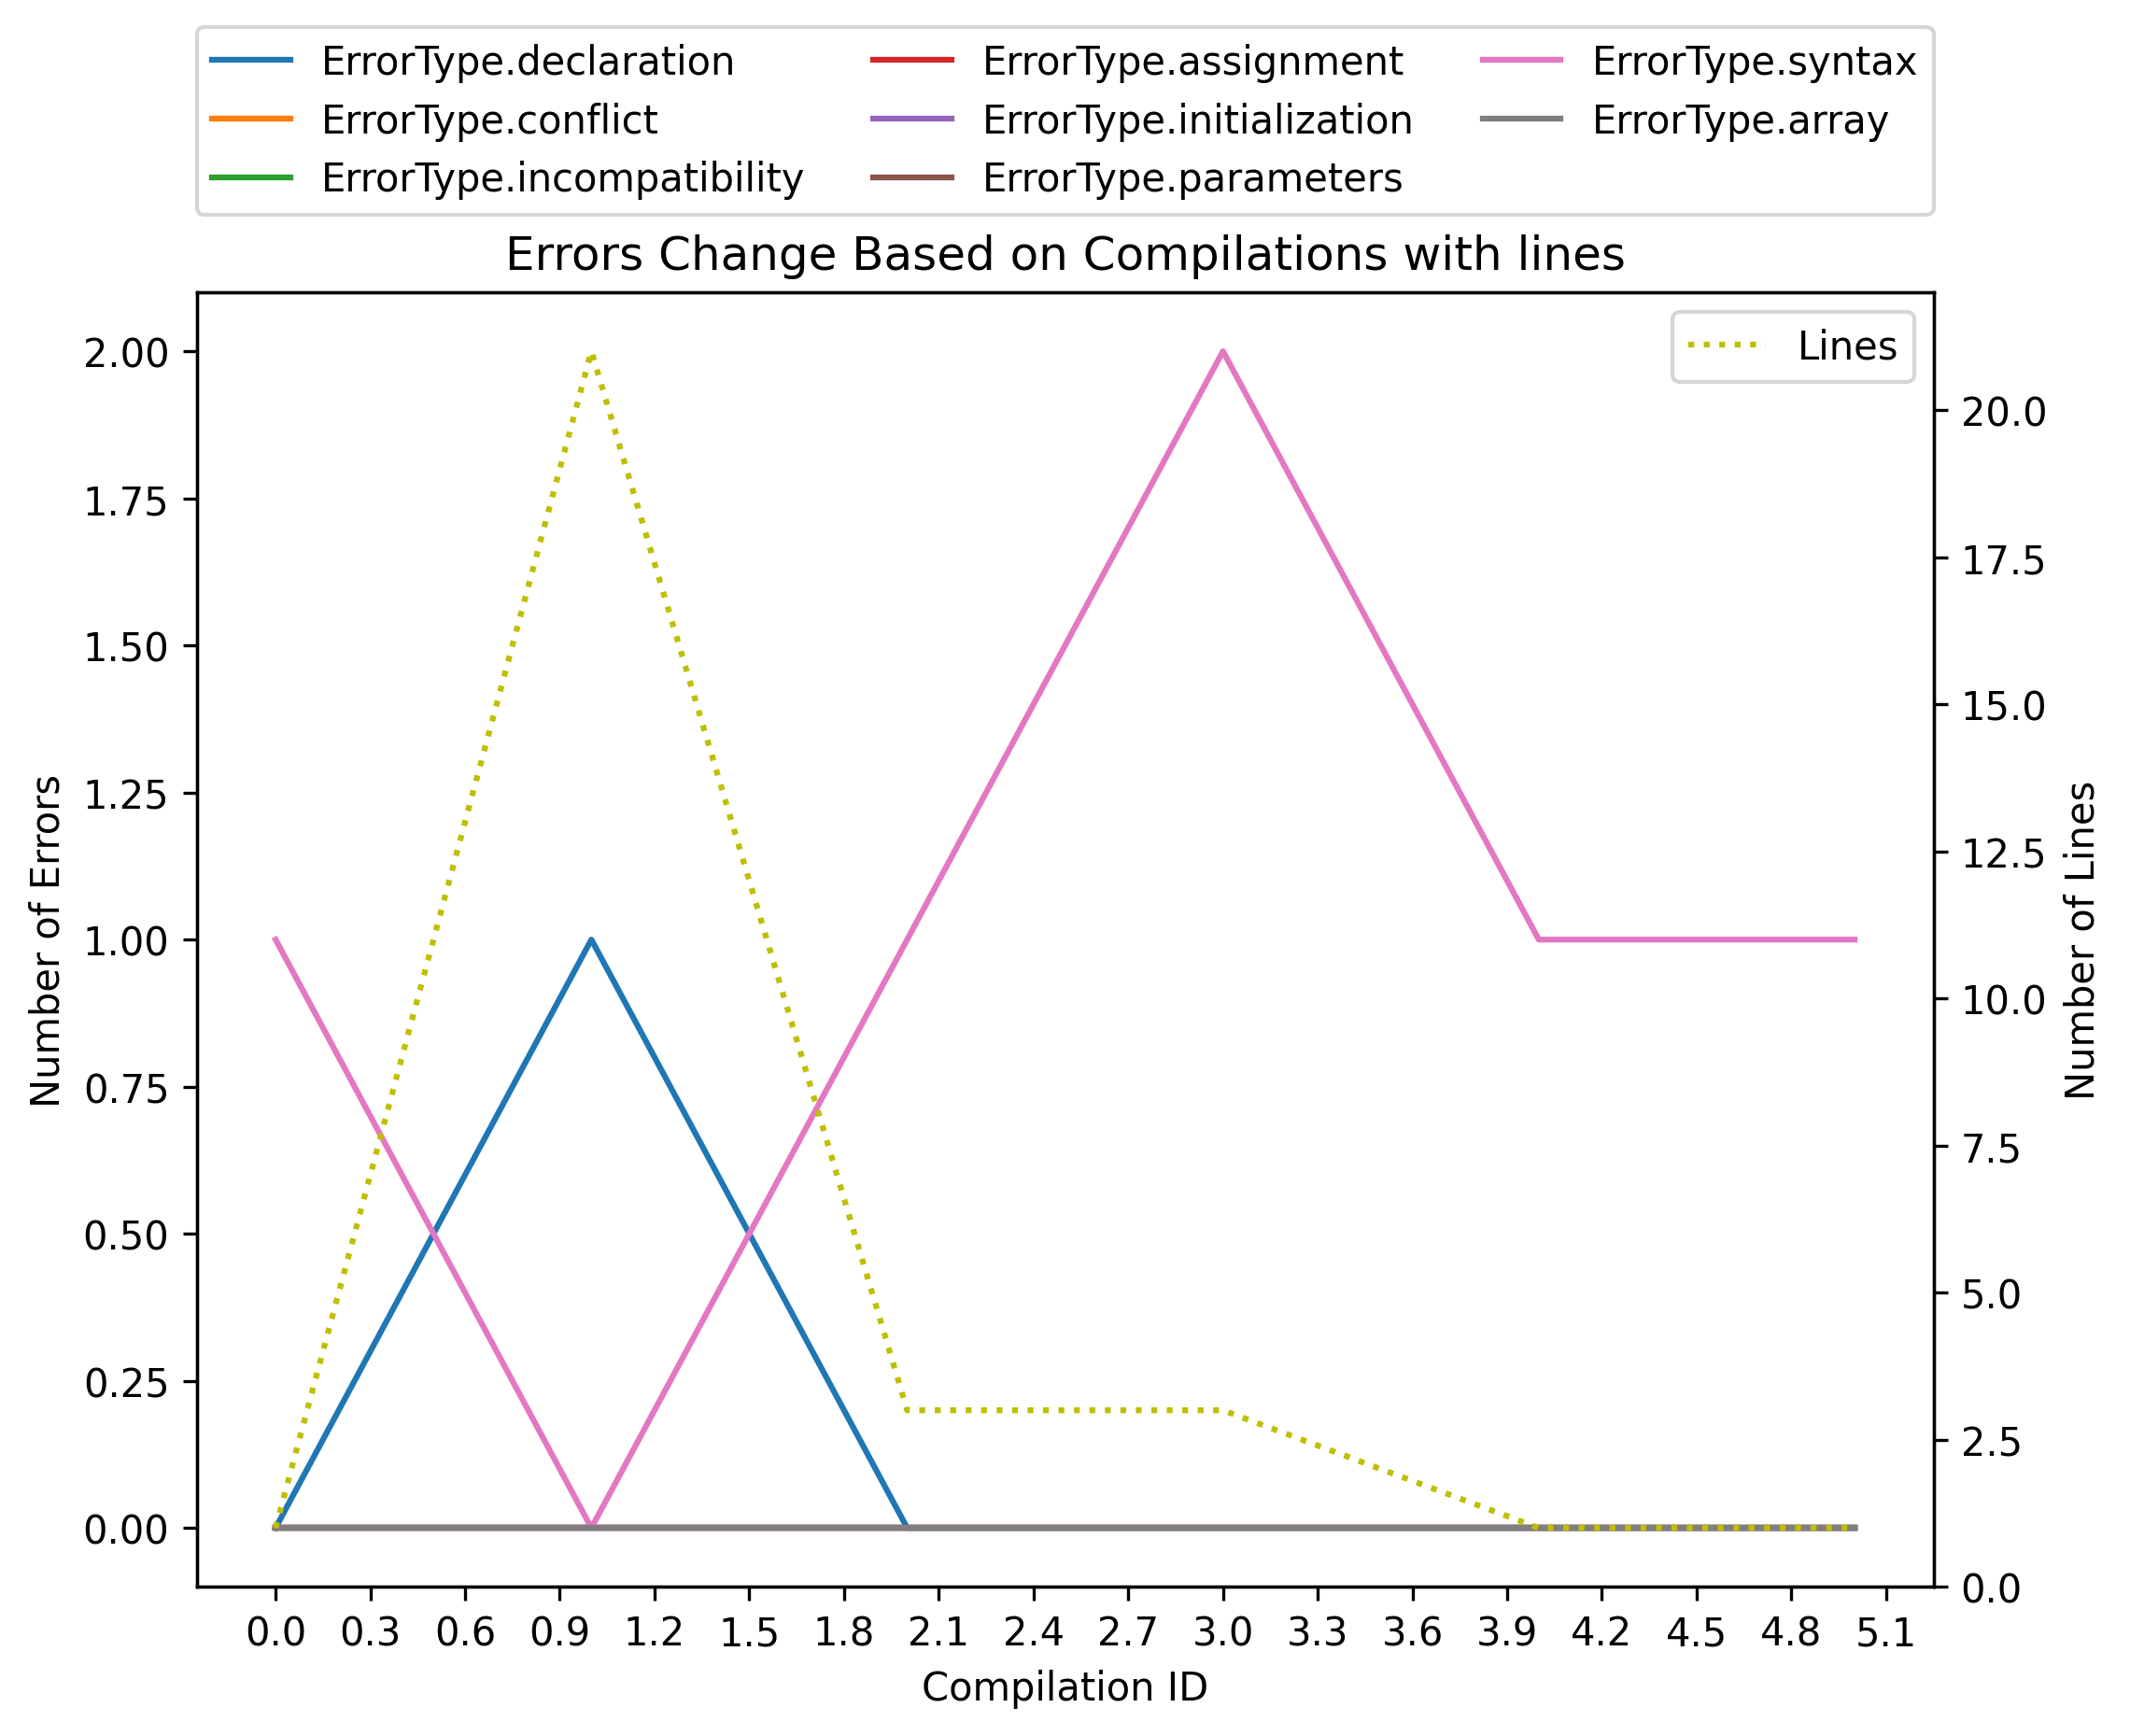 ErrorType.declaration ErrorType.assignment ErrorType.syntax
ErrorType.conflict ErrorType.initialization ErrorType.array
ErrorType.incompatibility ErrorType.parameters
Errors Change Based on Compilations with lines
Lines
2.00
1.75
1.50
1.25
1.00
0.75
0.50
0.25
0.00
Number of Errors
20.0
17.5
15.0
12.5
10.0
7.5
5.0
2.5
0.0
Number of Lines
0.0 0.3 0.6 0.9 1.2 1.5 1.8 2.1 2.4 2.7 3.0 3.3 3.6 3.9 4.2 4.5 4.8 5.1
Compilation ID